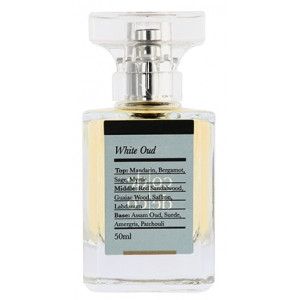 White Oud
Top: Mandarin, Bergamot,
Sage, Myrrh
Middle: Red Sandalwood,
Guaiac Wood, Saffron,
Labdanum
Base: Assam Oud, Suede,
Amergris, Patchouli
50ml